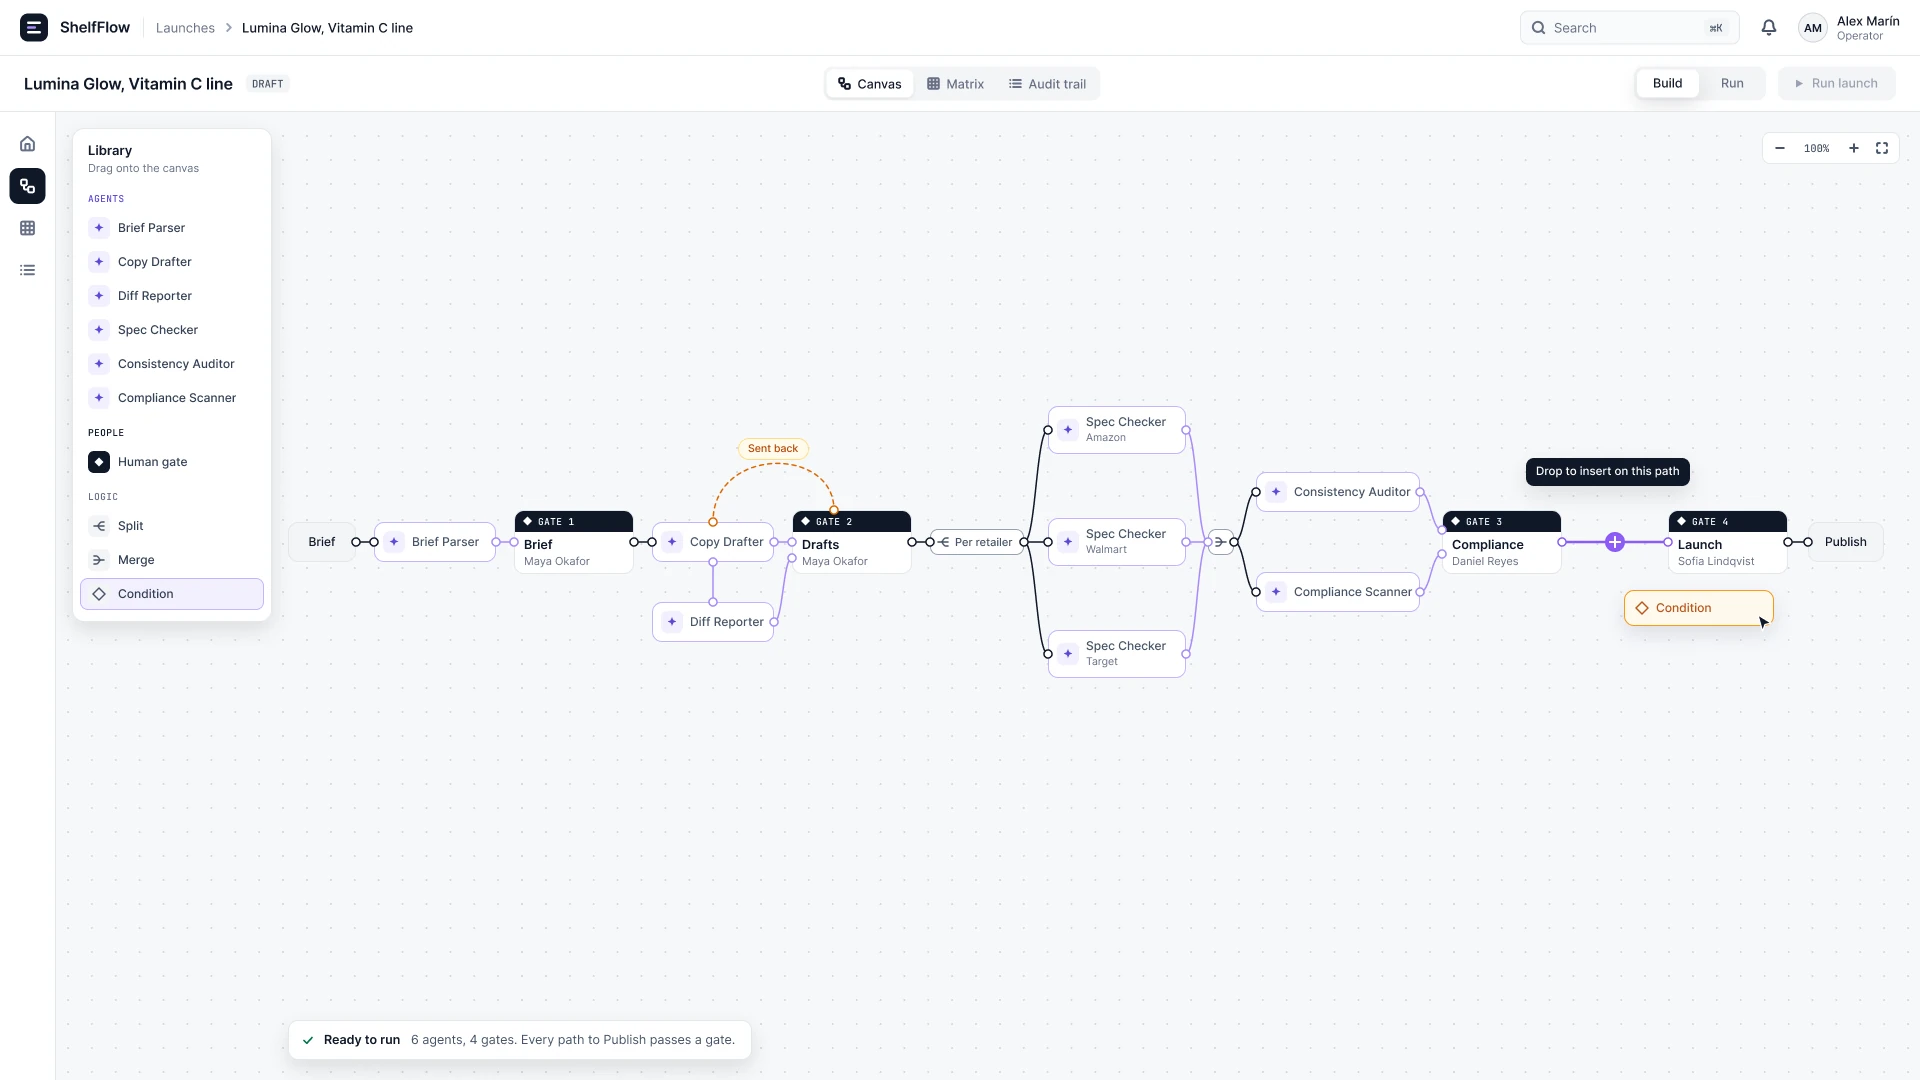 ShelfFlow
Launches
Lumina Glow, Vitamin C line
Search
⌘K
AM
Alex Marín
Operator
Lumina Glow, Vitamin C line
DRAFT
Canvas
Matrix
Audit trail
Build
Run
Run launch
Library
Drag onto the canvas
AGENTS
Brief Parser
Copy Drafter
Diff Reporter
Spec Checker
Consistency Auditor
Compliance Scanner
PEOPLE
Human gate
LOGIC
Split
Merge
Condition
100%
Brief
Brief Parser
GATE 1
Brief
Maya Okafor
Sent back
Copy Drafter
Diff Reporter
GATE 2
Drafts
Maya Okafor
Per retailer
Spec Checker
Amazon
Spec Checker
Walmart
Spec Checker
Target
Consistency Auditor
Compliance Scanner
GATE 3
Compliance
Daniel Reyes
Drop to insert on this path
Condition
GATE 4
Launch
Sofia Lindqvist
Publish
Ready to run
6 agents, 4 gates. Every path to Publish passes a gate.